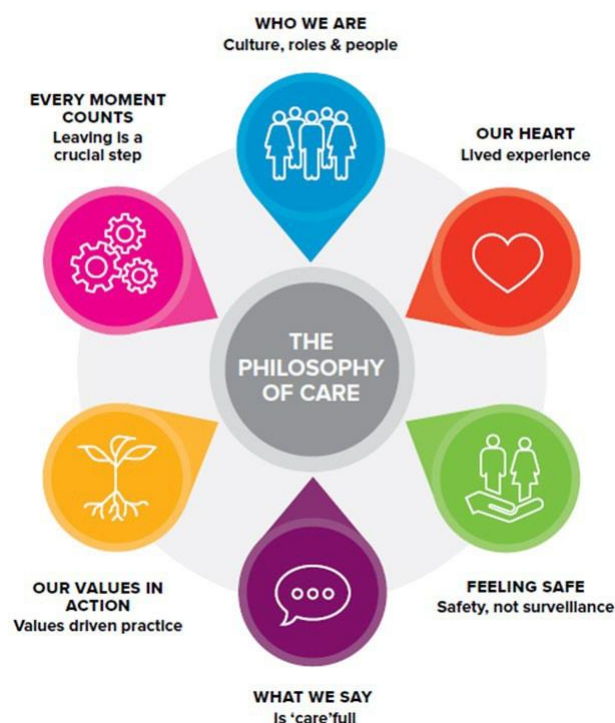 WHO WE ARE
Culture, roles & people
EVERY MOMENT
COUNTS
Leaving is a
crucial step
OUR HEART
Lived experience
THE
PHILOSOPHY
OF CARE
OUR VALUES IN
ACTION
Values driven practice
FEELING SAFE
Safety, not surveillance
WHAT WE SAY
Is ‘care’full